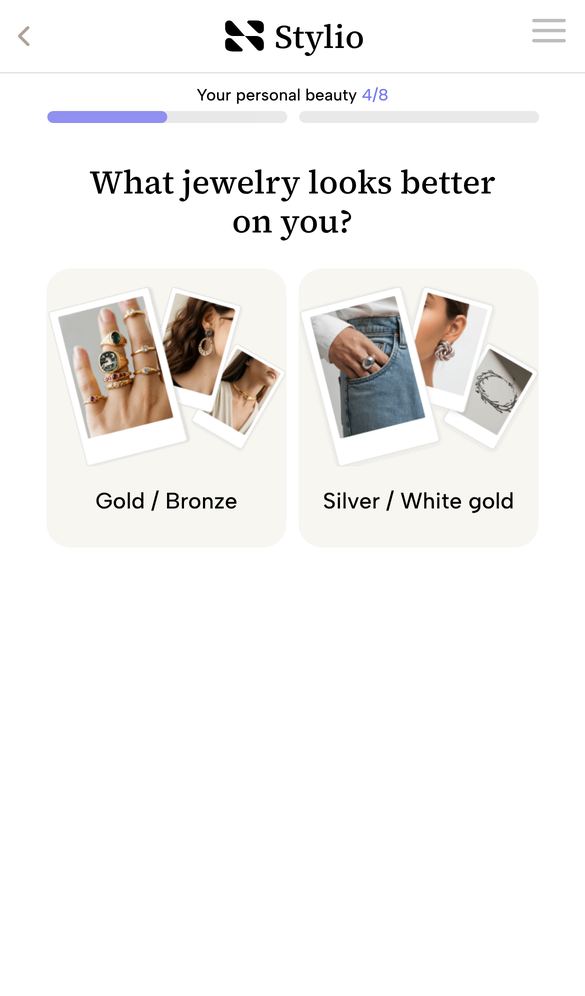 Stylio
Your personal beauty 4/8
What jewelry looks better
on you?
Gold / Bronze
Silver / White gold